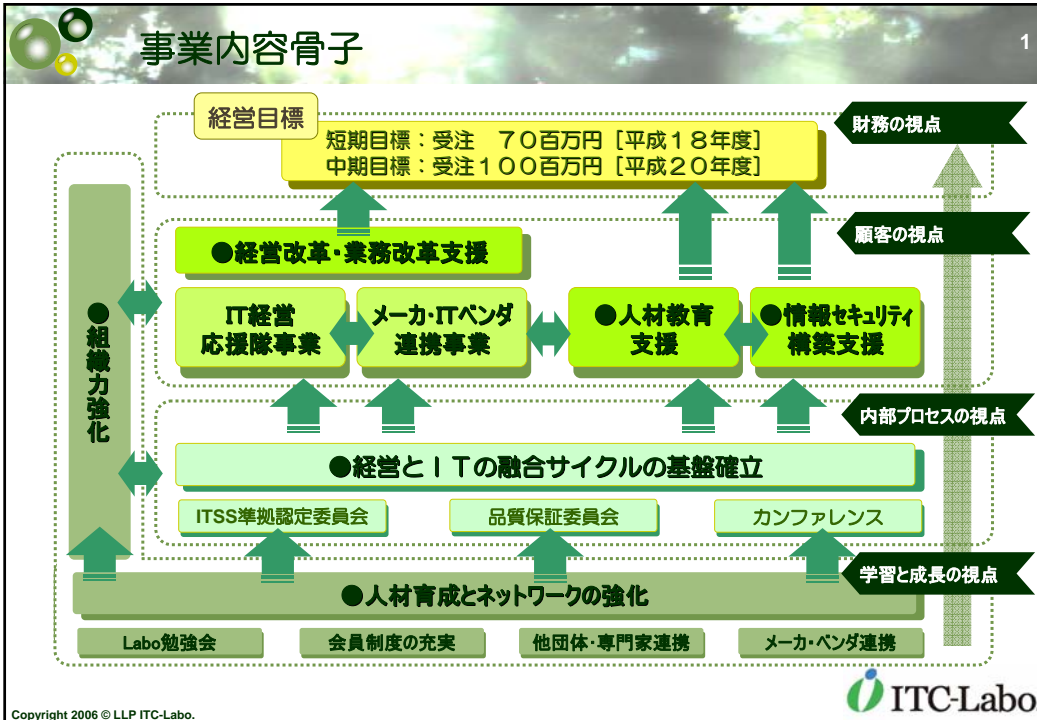 事業内容骨子
1
経営目標
短期目標：受注　７０百万円［平成１８年度］
中期目標：受注１００百万円［平成２０年度］
財務の視点
顧客の視点
●経営改革・業務改革支援
IT経営
応援隊事業
メーカ・ITベンダ
連携事業
●人材教育
支援
●情報セキュリティ
構築支援
●組織力強化
内部プロセスの視点
●経営とＩＴの融合サイクルの基盤確立
ITSS準拠認定委員会
品質保証委員会
カンファレンス
学習と成長の視点
●人材育成とネットワークの強化
Labo勉強会
会員制度の充実
他団体・専門家連携
メーカ・ベンダ連携
ITC-Labo
Copyright 2006 © LLP ITC-Labo.